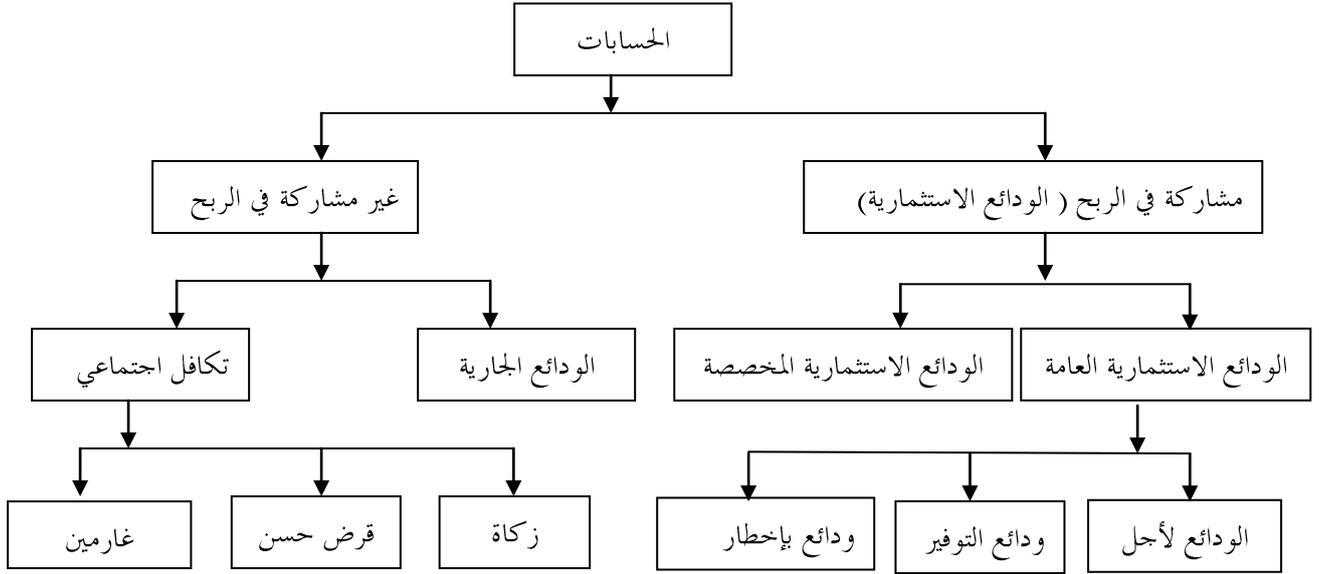 الحسابات
مشاركة في الربح ( الودائع الاستثمارية)
غير مشاركة في الربح
الودائع الاستثمارية العامة
الودائع الاستثمارية المخصصة
الودائع الجارية
تكافل اجتماعي
الودائع لأجل
ودائع التوفير
ودائع بإخطار
زكاة
قرض حسن
غارمين